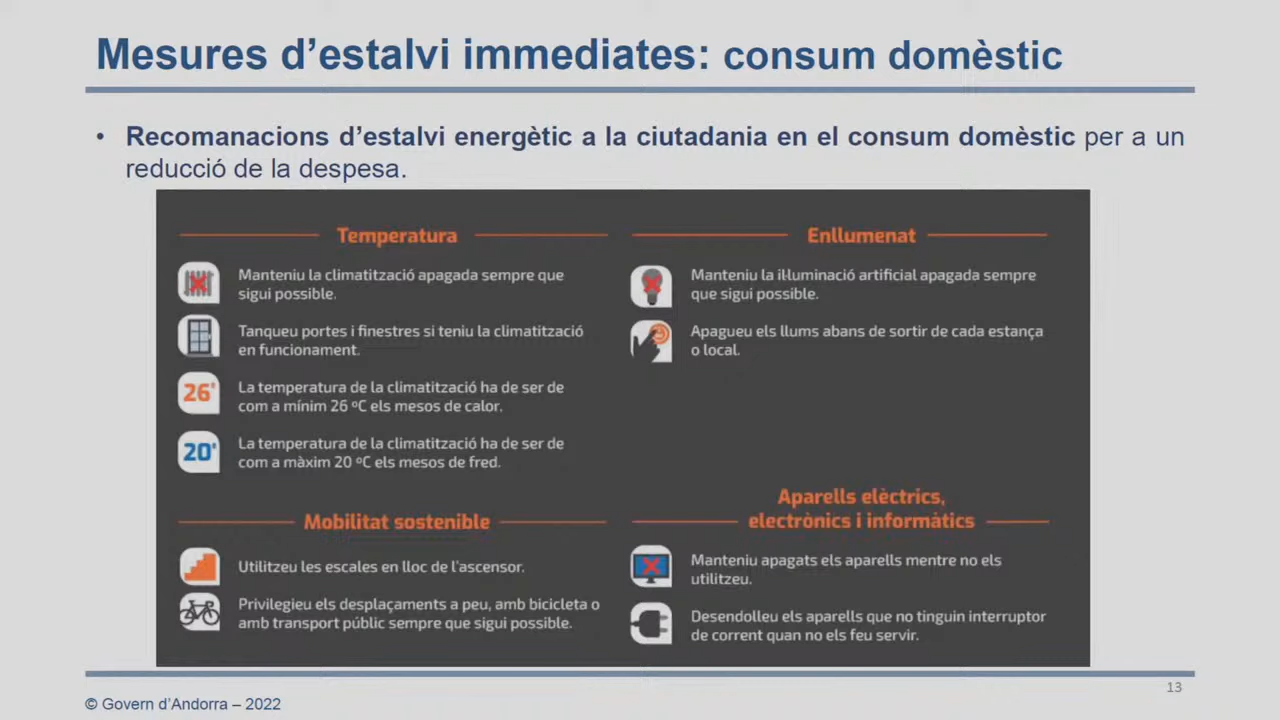 Mesures d’estalvi immediates: consum domèstic
• Recomanacions d’estalvi energètic a la ciutadania en el consum domèstic per a un
reducció de la despesa.
Temperatura
Manteniu la climatització apagada sempre que
sigui possible.
Tanqueu portes i finestres si teniu la climatització
en funcionament.
26°
La temperatura de la climatització ha de ser de
com a mínim 26 ºC els mesos de calor.
20°
La temperatura de la climatització ha de ser de
com a màxim 20 ºC els mesos de fred.
Enllumenat
Manteniu la iŀluminació artificial apagada sempre
que sigui possible.
Apagueu els llums abans de sortir de cada estança
o local.
Mobilitat sostenible
Utilitzeu les escales en lloc de l'ascensor.
Privilegieu els desplaçaments a peu, amb bicicleta o
amb transport públic sempre que sigui possible.
Aparells elèctrics,
electrònics i informàtics
Manteniu apagats els aparells mentre no els
utilitzeu.
Desendolleu els aparells que no tinguin interruptor
de corrent quan no els feu servir.
© Govern d’Andorra – 2022
13